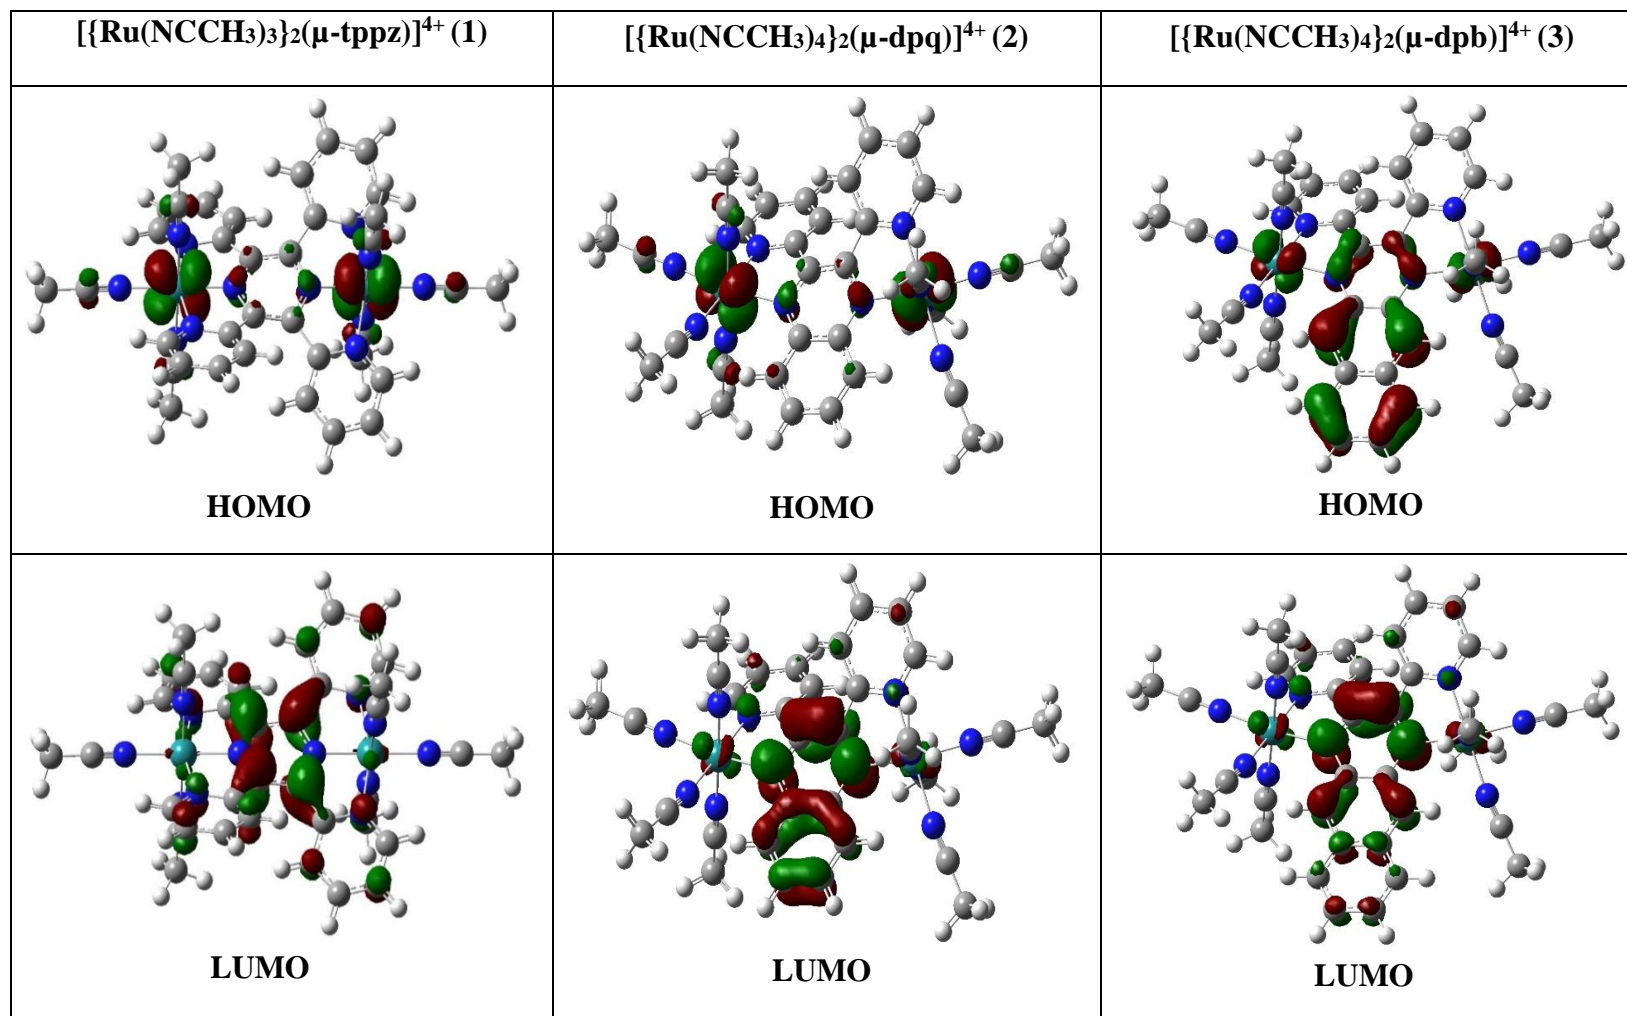 [{Ru(NCCH₃)₃}₂(µ-tppz)]⁴⁺ (1)
[{Ru(NCCH₃)₄}₂(µ-dpq)]⁴⁺ (2)
[{Ru(NCCH₃)₄}₂(µ-dpb)]⁴⁺ (3)
HOMO
HOMO
HOMO
LUMO
LUMO
LUMO